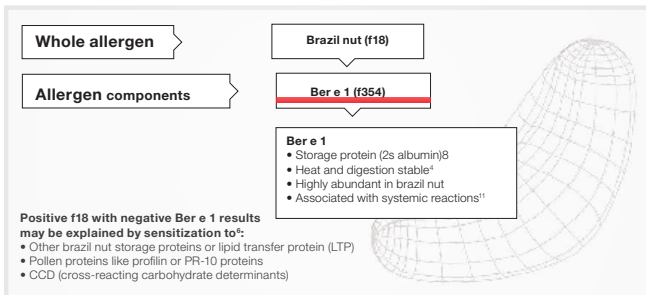 Whole allergen
Brazil nut (f18)
Allergen components
Ber e 1 (f354)
Ber e 1
• Storage protein (2s albumin)8
• Heat and digestion stable⁴
• Highly abundant in brazil nut
• Associated with systemic reactions¹¹
Positive f18 with negative Ber e 1 results
may be explained by sensitization to⁶:
• Other brazil nut storage proteins or lipid transfer protein (LTP)
• Pollen proteins like profilin or PR-10 proteins
• CCD (cross-reacting carbohydrate determinants)